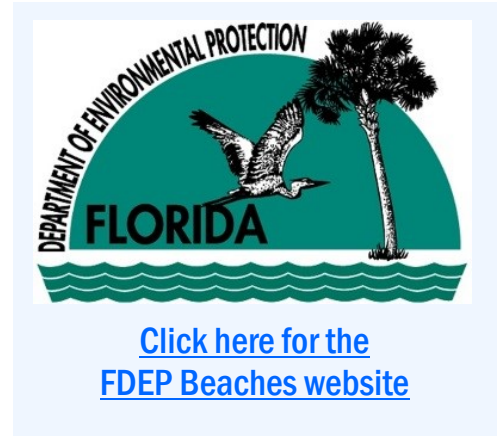 DEPARTMENT OF ENVIRONMENTAL PROTECTION
FLORIDA
Click here for the
FDEP Beaches website